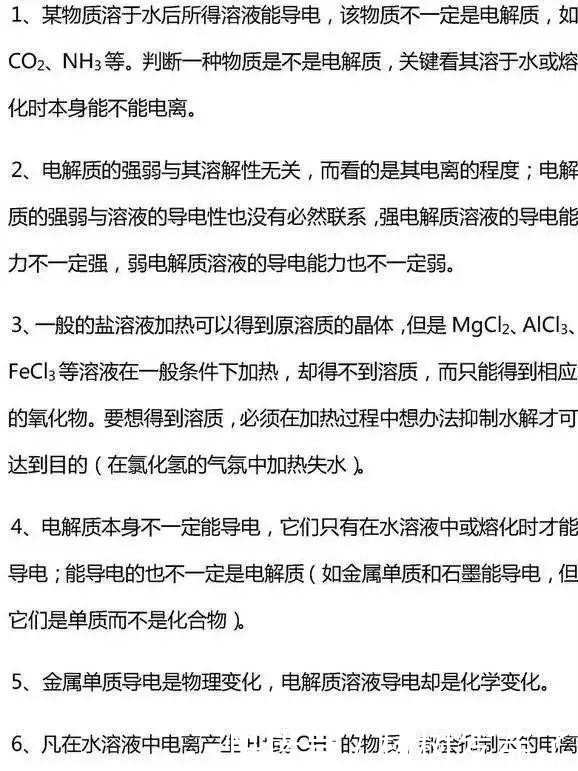 1、某物质溶于水后所得溶液能导电，该物质不一定是电解质，如
CO₂、NH₃等。判断一种物质是不是电解质，关键看其溶于水或熔
化时本身能不能电离。
2、电解质的强弱与其溶解性无关，而看的是其电离的程度；电解
质的强弱与溶液的导电性也没有必然联系，强电解质溶液的导电能
力不一定强，弱电解质溶液的导电能力也不一定弱。
3、一般的盐溶液加热可以得到原溶质的晶体，但是 MgCl₂、AlCl₃、
FeCl₃等溶液在一般条件下加热，却得不到溶质，而只能得到相应
的氧化物。要想得到溶质，必须在加热过程中想办法抑制水解才可
达到目的（在氯化氢的气氛中加热失水）。
4、电解质本身不一定能导电，它们只有在水溶液中或熔化时才能
导电；能导电的也不一定是电解质（如金属单质和石墨能导电，但
它们是单质而不是化合物）。
5、金属单质导电是物理变化，电解质溶液导电却是化学变化。
6、凡在水溶液中电离产生 H⁺ OH⁻ 的物质 水的电离